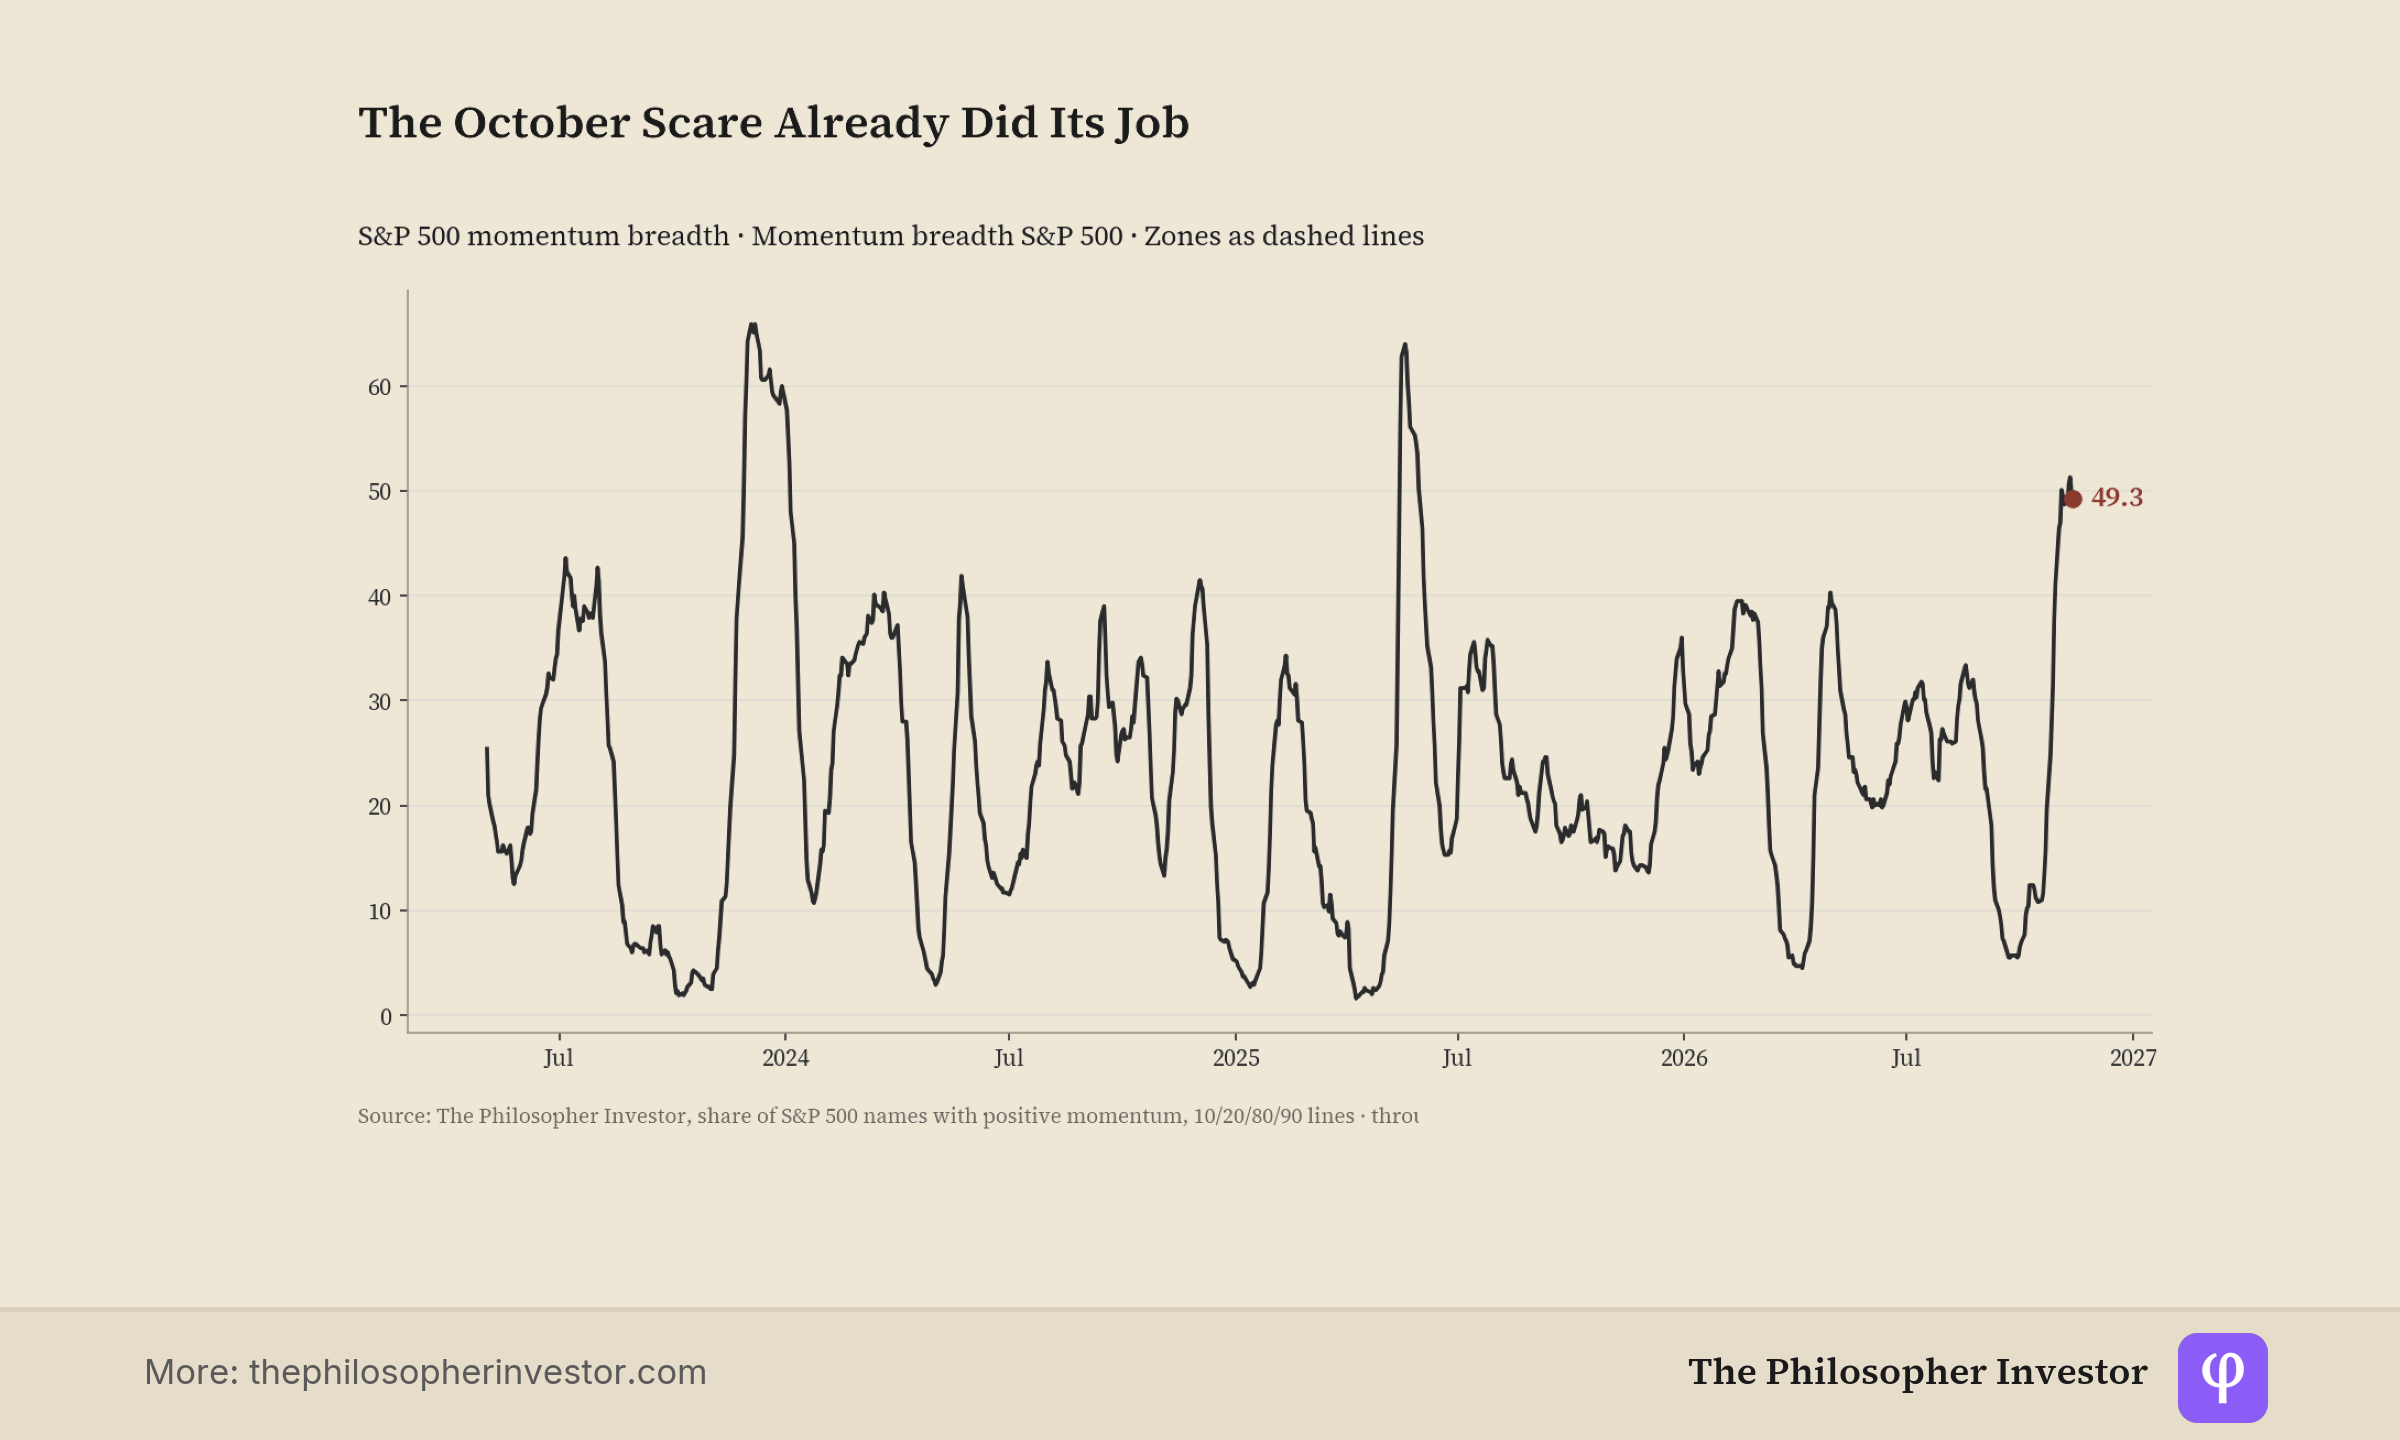 The October Scare Already Did Its Job
S&P 500 momentum breadth · Momentum breadth S&P 500 · Zones as dashed lines
60
50
49.3
40
30
20
10
0
Jul 2024 Jul 2025 Jul 2026 Jul 2027
Source: The Philosopher Investor, share of S&P 500 names with positive momentum, 10/20/80/90 lines ·
More: thephilosopherinvestor.com
The Philosopher Investor φ